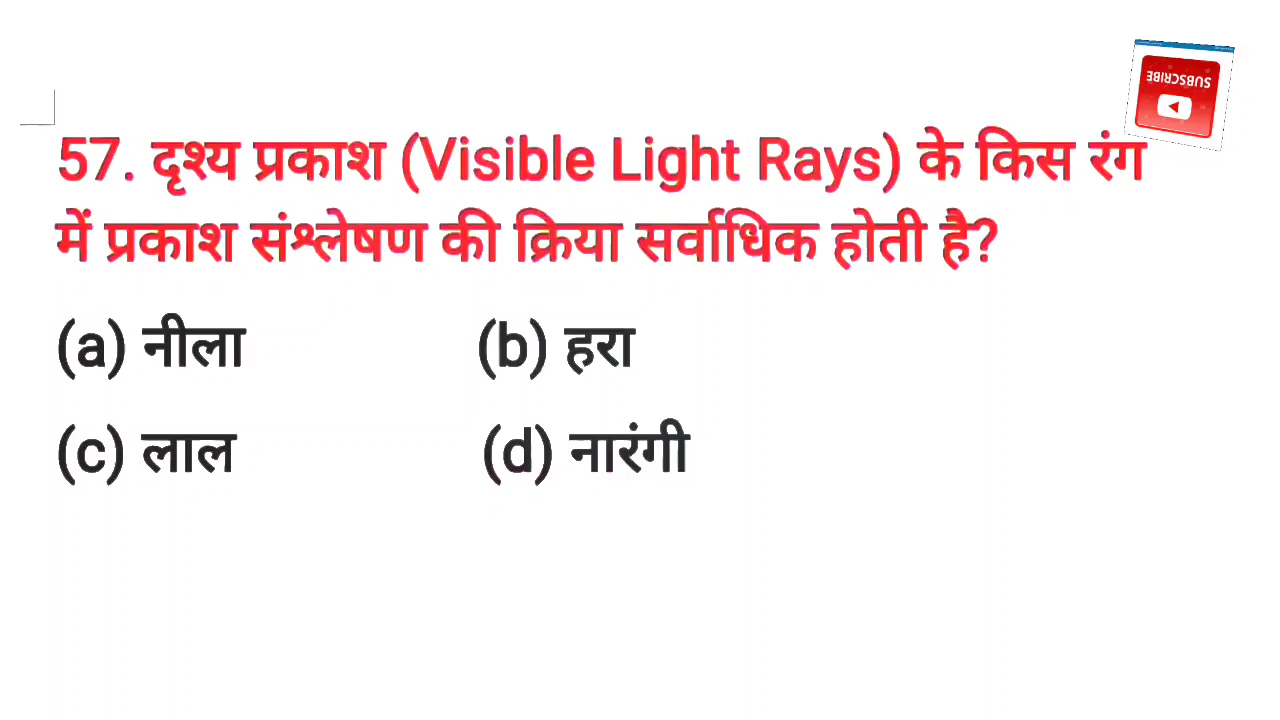 SUBSCRIBE
57. दृश्य प्रकाश (Visible Light Rays) के किस रंग
में प्रकाश संश्लेषण की क्रिया सर्वाधिक होती है?
(a) नीला (b) हरा
(c) लाल (d) नारंगी